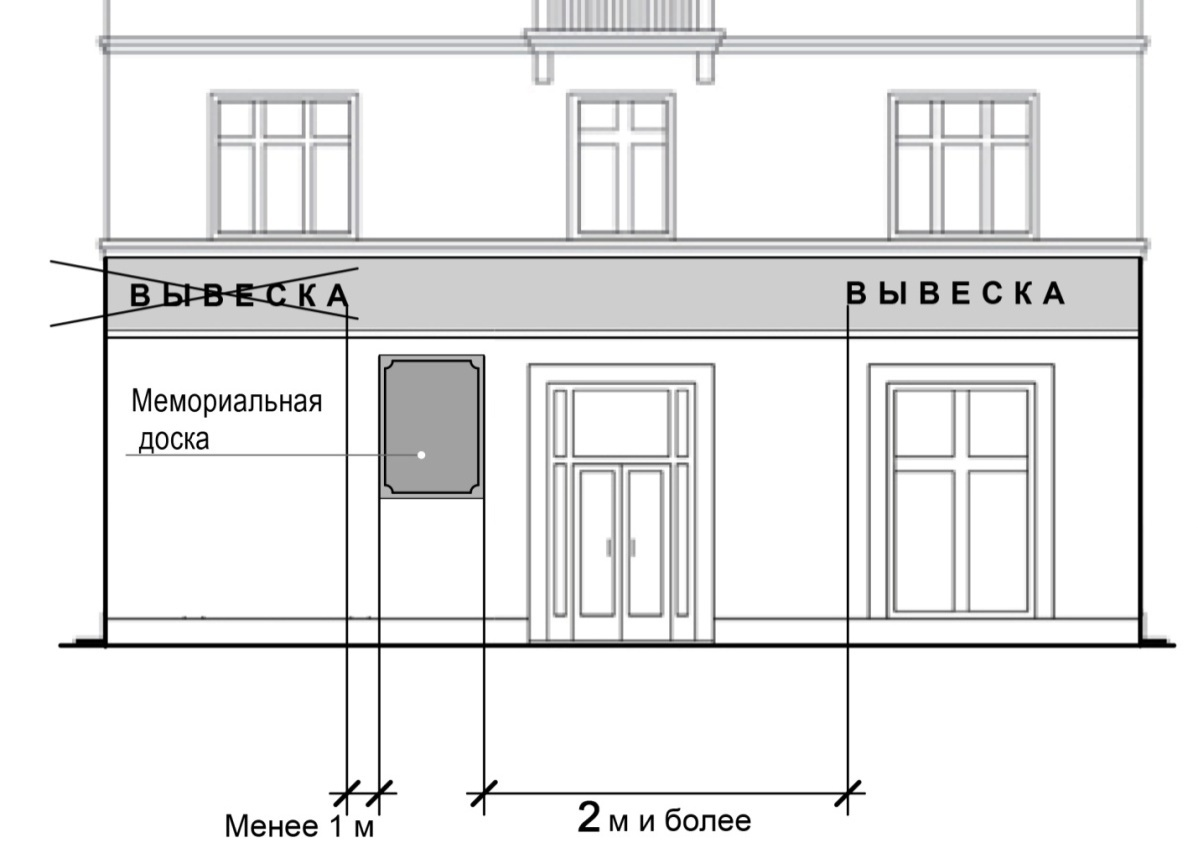 ВЫВЕСКА
ВЫВЕСКА
Мемориальная
доска
Менее 1 м
2 м и более